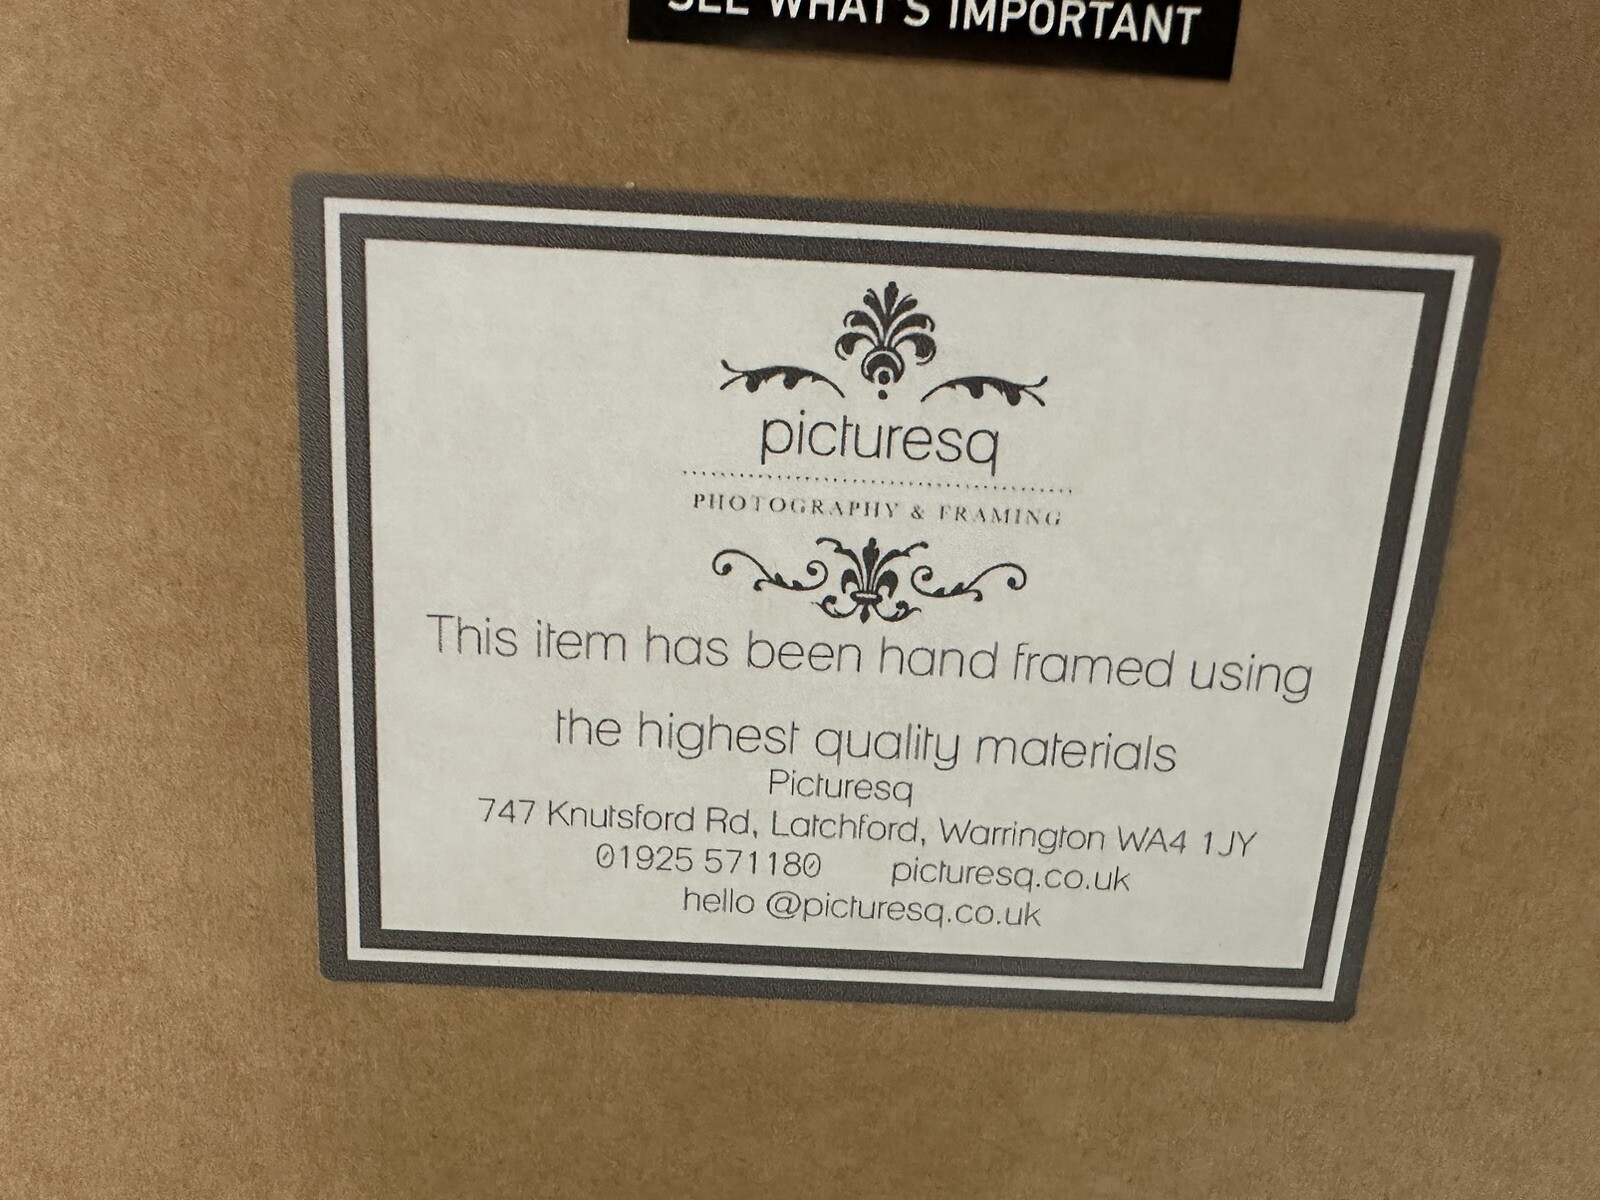 SEE WHAT'S IMPORTANT
picturesq
PHOTOGRAPHY & FRAMING
This item has been hand framed using
the highest quality materials
Picturesq
747 Knutsford Rd, Latchford, Warrington WA4 1JY
01925 571180 picturesq.co.uk
hello @picturesq.co.uk